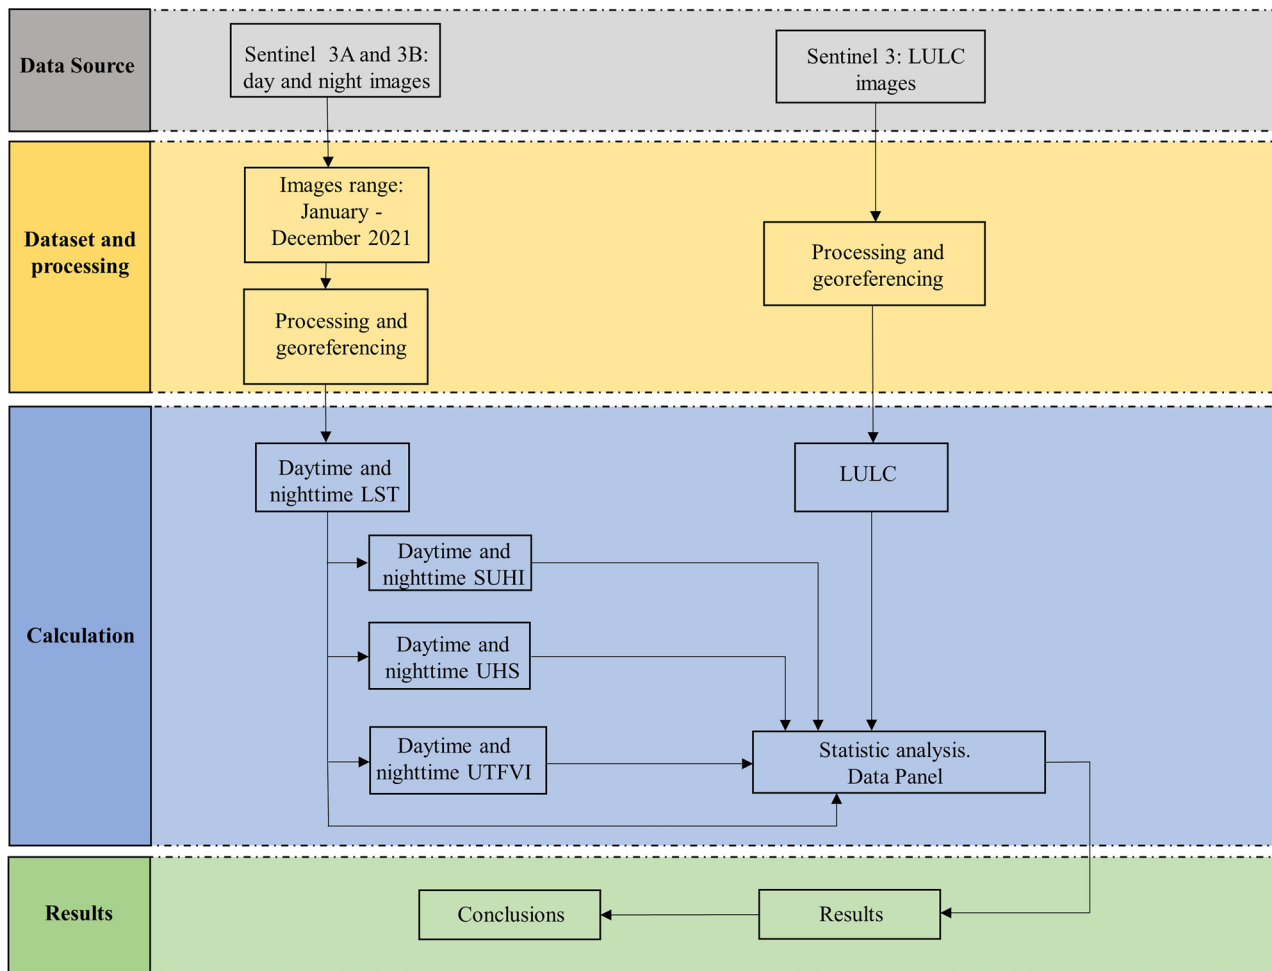 Data Source
Sentinel 3A and 3B:
day and night images
Sentinel 3: LULC
images
Dataset and
processing
Images range:
January -
December 2021
Processing and
georeferencing
Processing and
georeferencing
Calculation
Daytime and
nighttime LST
LULC
Daytime and
nighttime SUHI
Daytime and
nighttime UHS
Daytime and
nighttime UTFVI
Statistic analysis.
Data Panel
Results
Conclusions
Results